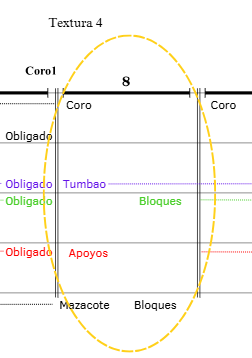 Textura 4
Coro1
8
Coro Coro
Obligado
Obligado Tumbao
Obligado Bloques
Obligado Apoyos
Mazacote Bloques